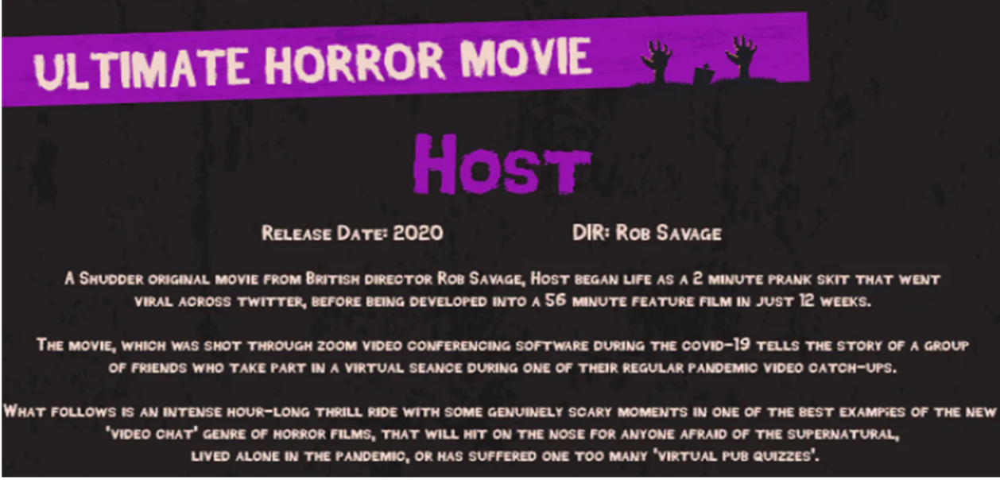 ULTIMATE HORROR MOVIE
HOST
RELEASE DATE: 2020 DIR: ROB SAVAGE
A SHUDDER ORIGINAL MOVIE FROM BRITISH DIRECTOR ROB SAVAGE, HOST BEGAN LIFE AS A 2 MINUTE PRANK SKIT THAT WENT
VIRAL ACROSS TWITTER, BEFORE BEING DEVELOPED INTO A 56 MINUTE FEATURE FILM IN JUST 12 WEEKS.
THE MOVIE, WHICH WAS SHOT THROUGH ZOOM VIDEO CONFERENCING SOFTWARE DURING THE COVID-19 TELLS THE STORY OF A GROUP
OF FRIENDS WHO TAKE PART IN A VIRTUAL SEANCE DURING ONE OF THEIR REGULAR PANDEMIC VIDEO CATCH-UPS.
WHAT FOLLOWS IS AN INTENSE HOUR-LONG THRILL RIDE WITH SOME GENUINELY SCARY MOMENTS IN ONE OF THE BEST EXAMPLES OF THE NEW
'VIDEO CHAT' GENRE OF HORROR FILMS, THAT WILL HIT ON THE NOSE FOR ANYONE AFRAID OF THE SUPERNATURAL,
LIVED ALONE IN THE PANDEMIC, OR HAS SUFFERED ONE TOO MANY 'VIRTUAL PUB QUIZZES'.